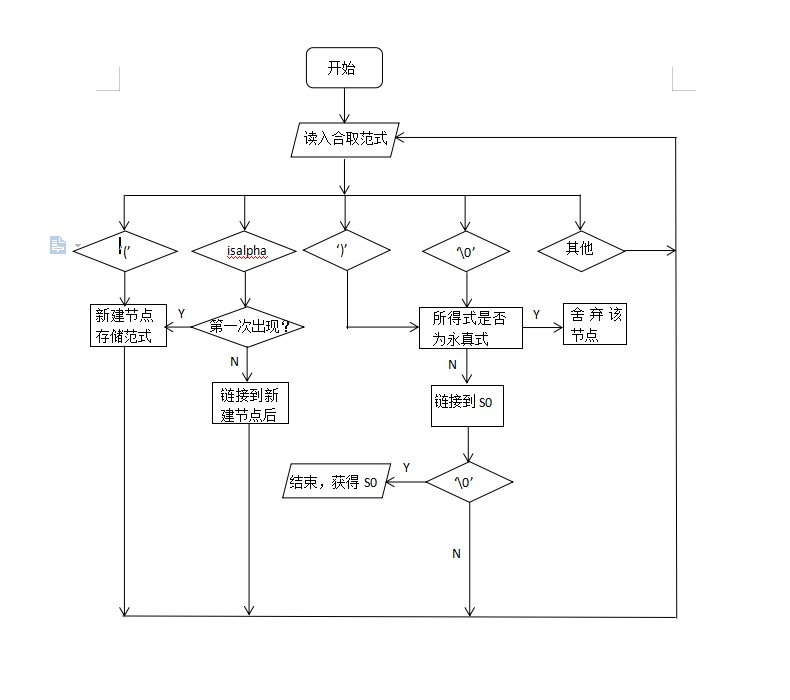 开始
读入合取范式
‘(’
isalpha
‘)’
‘\0’
其他
新建节点
存储范式
Y
第一次出现？
所得式是否
为永真式
Y
舍弃该
节点
N
N
链接到新
建节点后
链接到 S0
结束，获得 S0
Y
‘\0’
N